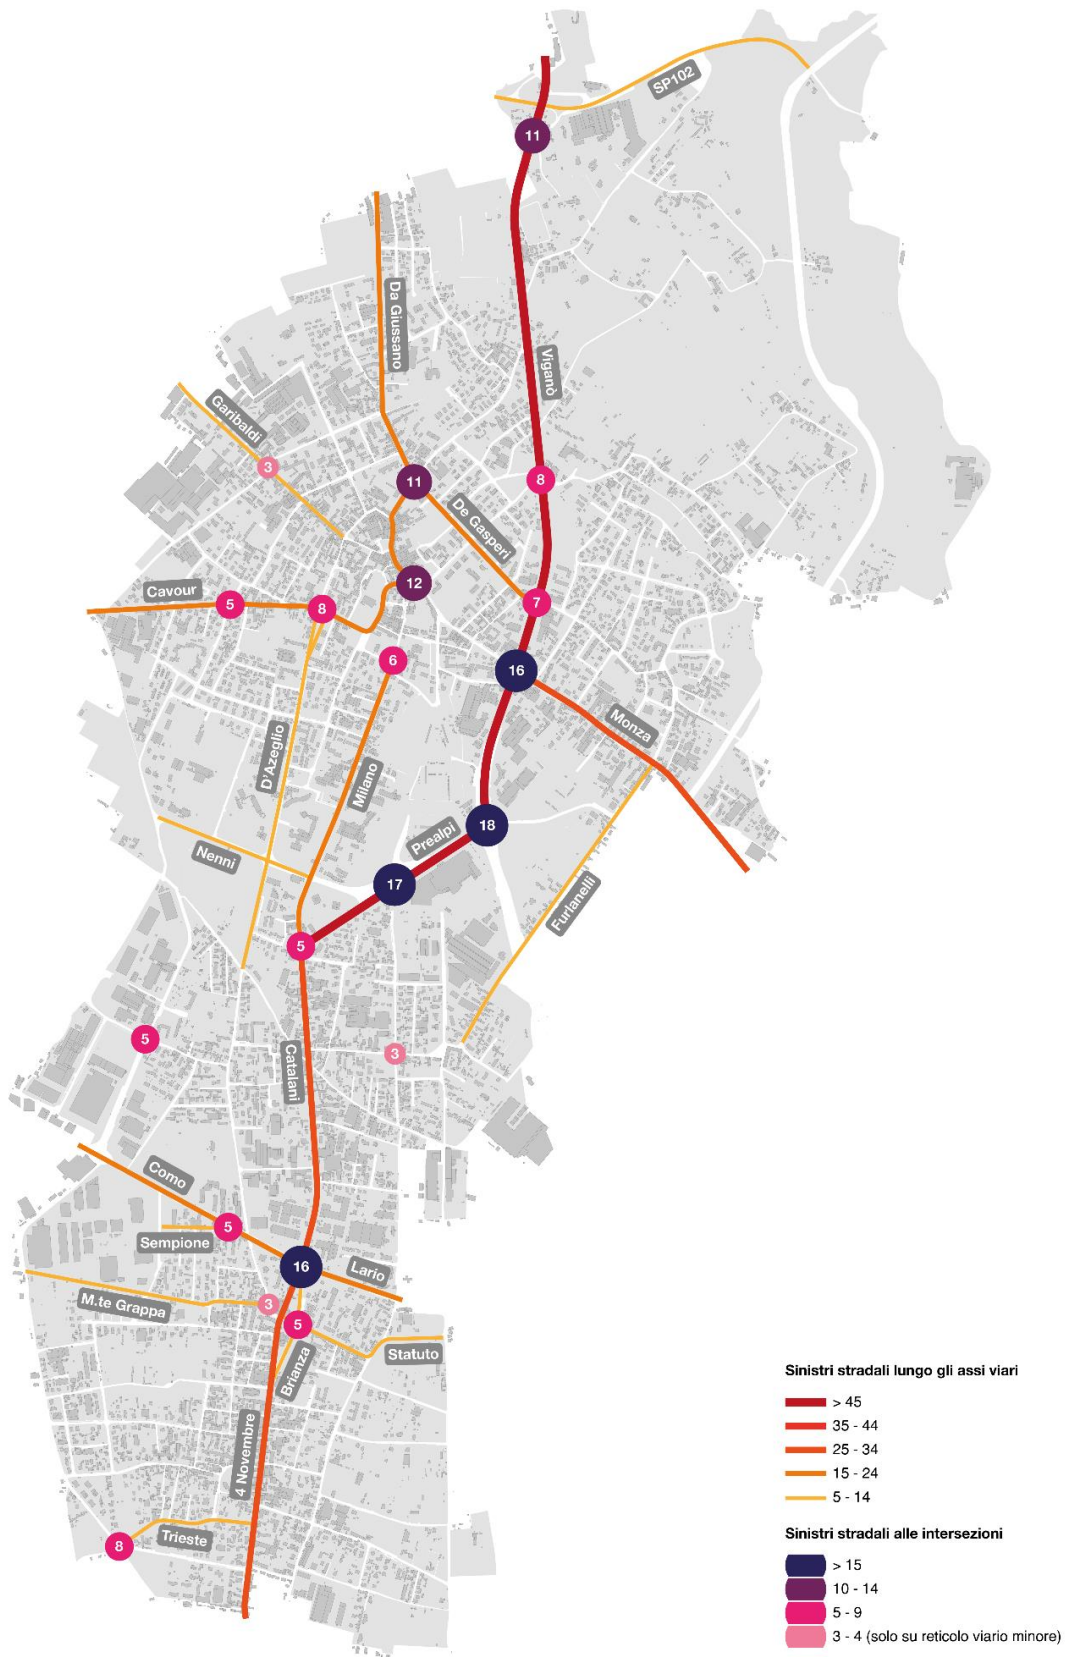 SP102
11
Da Giussano
Viganò
Garibaldi
3
11
8
De Gasperi
12
Cavour
5
8
7
6
16
Monza
D'Azeglio
Milano
18
Prealpi
Nenni
17
Furlanelli
5
5
3
Catalani
Como
5
Sempione
16
Lario
M.te Grappa
3
5
Statuto
Brianza
4 Novembre
Trieste
8
Sinistri stradali lungo gli assi viari
> 45
35 - 44
25 - 34
15 - 24
5 - 14
Sinistri stradali alle intersezioni
> 15
10 - 14
5 - 9
3 - 4 (solo su reticolo viario minore)